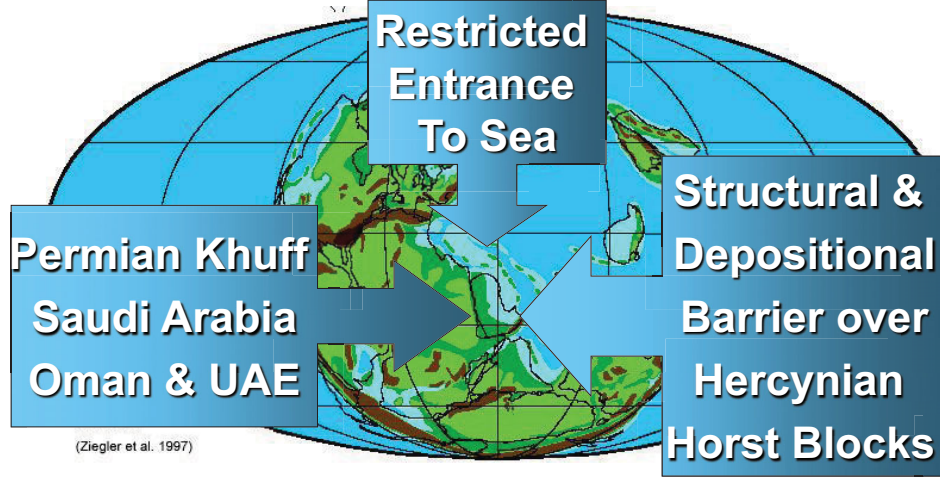 Restricted
Entrance
To Sea
Permian Khuff
Saudi Arabia
Oman & UAE
Structural &
Depositional
Barrier over
Hercynian
Horst Blocks
(Ziegler et al. 1997)